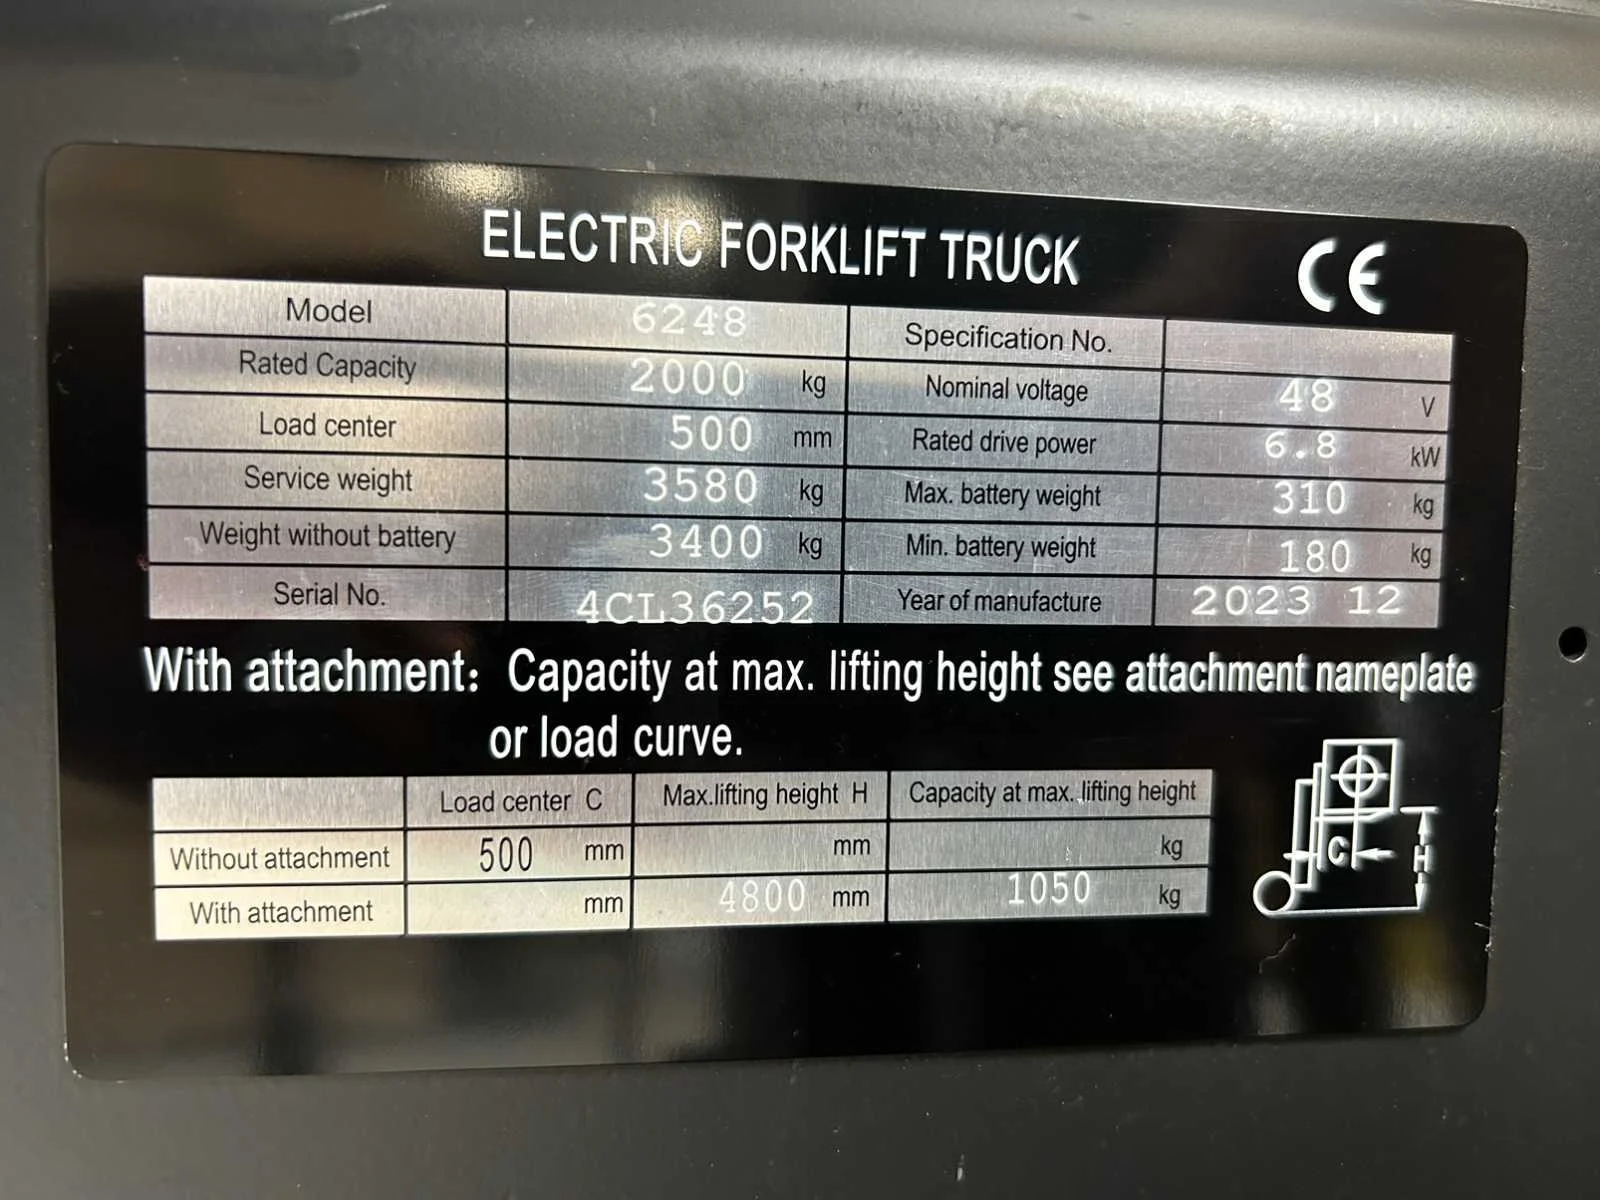 ELECTRIC FORKLIFT TRUCK CE
Model 6248 Specification No.
Rated Capacity 2000 kg Nominal voltage 48 V
Load center 500 mm Rated drive power 6.8 kW
Service weight 3580 kg Max. battery weight 310 kg
Weight without battery 3400 kg Min. battery weight 180 kg
Serial No. 4CL36252 Year of manufacture 2023 12
With attachment: Capacity at max. lifting height see attachment nameplate
or load curve.
Load center C Max.lifting height H Capacity at max. lifting height
Without attachment 500 mm mm kg
With attachment mm 4800 mm 1050 kg
C H